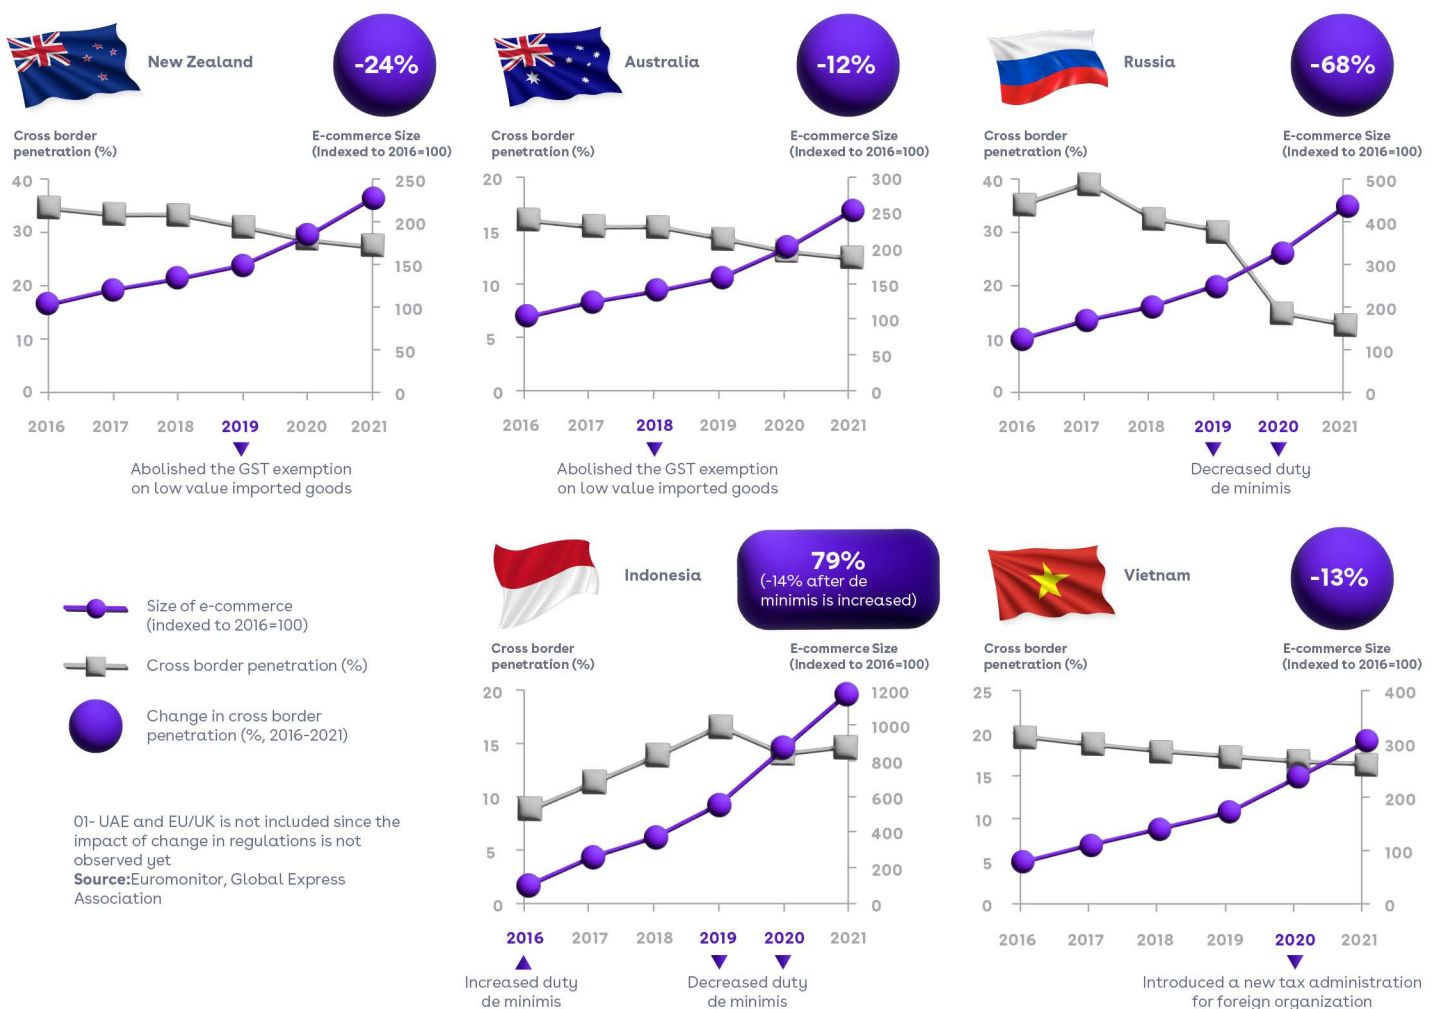 New Zealand
-24%
Cross border
penetration (%)
E-commerce Size
(Indexed to 2016=100)
40
30
20
10
0
250
200
150
100
50
0
2016 2017 2018 2019 2020 2021
Abolished the GST exemption
on low value imported goods
Australia
-12%
Cross border
penetration (%)
E-commerce Size
(Indexed to 2016=100)
20
15
10
5
0
300
250
200
150
100
50
0
2016 2017 2018 2019 2020 2021
Abolished the GST exemption
on low value imported goods
Russia
-68%
Cross border
penetration (%)
E-commerce Size
(Indexed to 2016=100)
40
30
20
10
0
500
400
300
200
100
0
2016 2017 2018 2019 2020 2021
Decreased duty
de minimis
Size of e-commerce
(indexed to 2016=100)
Cross border penetration (%)
Change in cross border
penetration (%, 2016-2021)
01- UAE and EU/UK is not included since the
impact of change in regulations is not
observed yet
Source:Euromonitor, Global Express
Association
Indonesia
79%
(-14% after de
minimis is increased)
Cross border
penetration (%)
E-commerce Size
(Indexed to 2016=100)
20
15
10
5
0
1200
1000
800
600
400
200
0
2016 2017 2018 2019 2020 2021
Increased duty
de minimis
Decreased duty
de minimis
Vietnam
-13%
Cross border
penetration (%)
E-commerce Size
(Indexed to 2016=100)
25
20
15
10
5
0
400
300
200
100
0
2016 2017 2018 2019 2020 2021
Introduced a new tax administration
for foreign organization